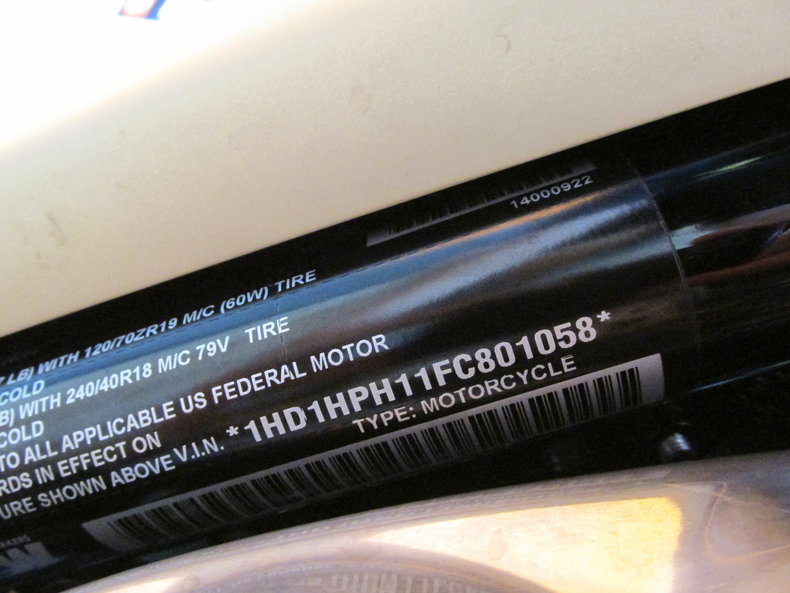 14000922
LB) WITH 120/70ZR19 M/C (60W) TIRE
COLD
B) WITH 240/40R18 M/C 79V TIRE
COLD
TO ALL APPLICABLE US FEDERAL MOTOR
RDS IN EFFECT ON
URE SHOWN ABOVE V.I.N. *1HD1HPH11FC801058*
TYPE: MOTORCYCLE